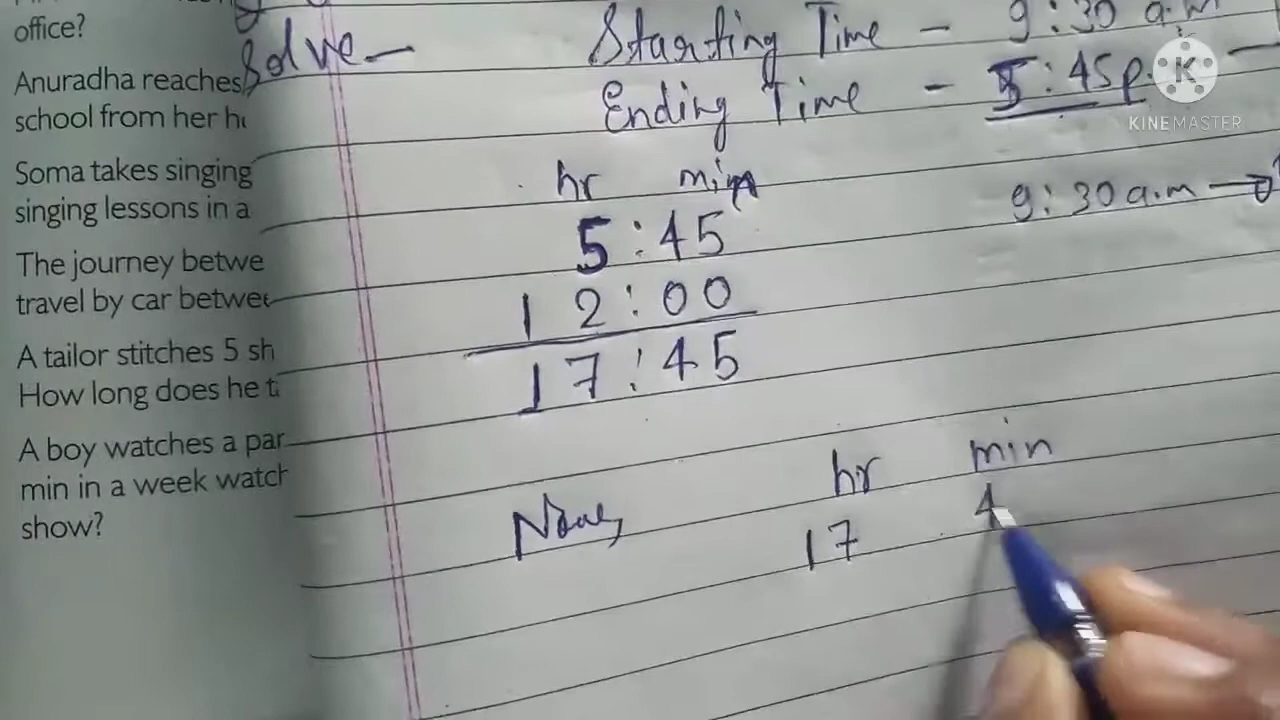 office?
Anuradha reaches
school from her
Soma takes singing
singing lessons in a
The journey betwe
travel by car betwee
A tailor stitches 5 sh
How long does he t
A boy watches a par
min in a week watch
show?
Solve —
Starting Time - 9:30 a.m
Ending Time - 5:45 p.
KINEMASTER
9:30 a.m →
hr min
5:45
12:00
17:45
Now,
hr min
17 4